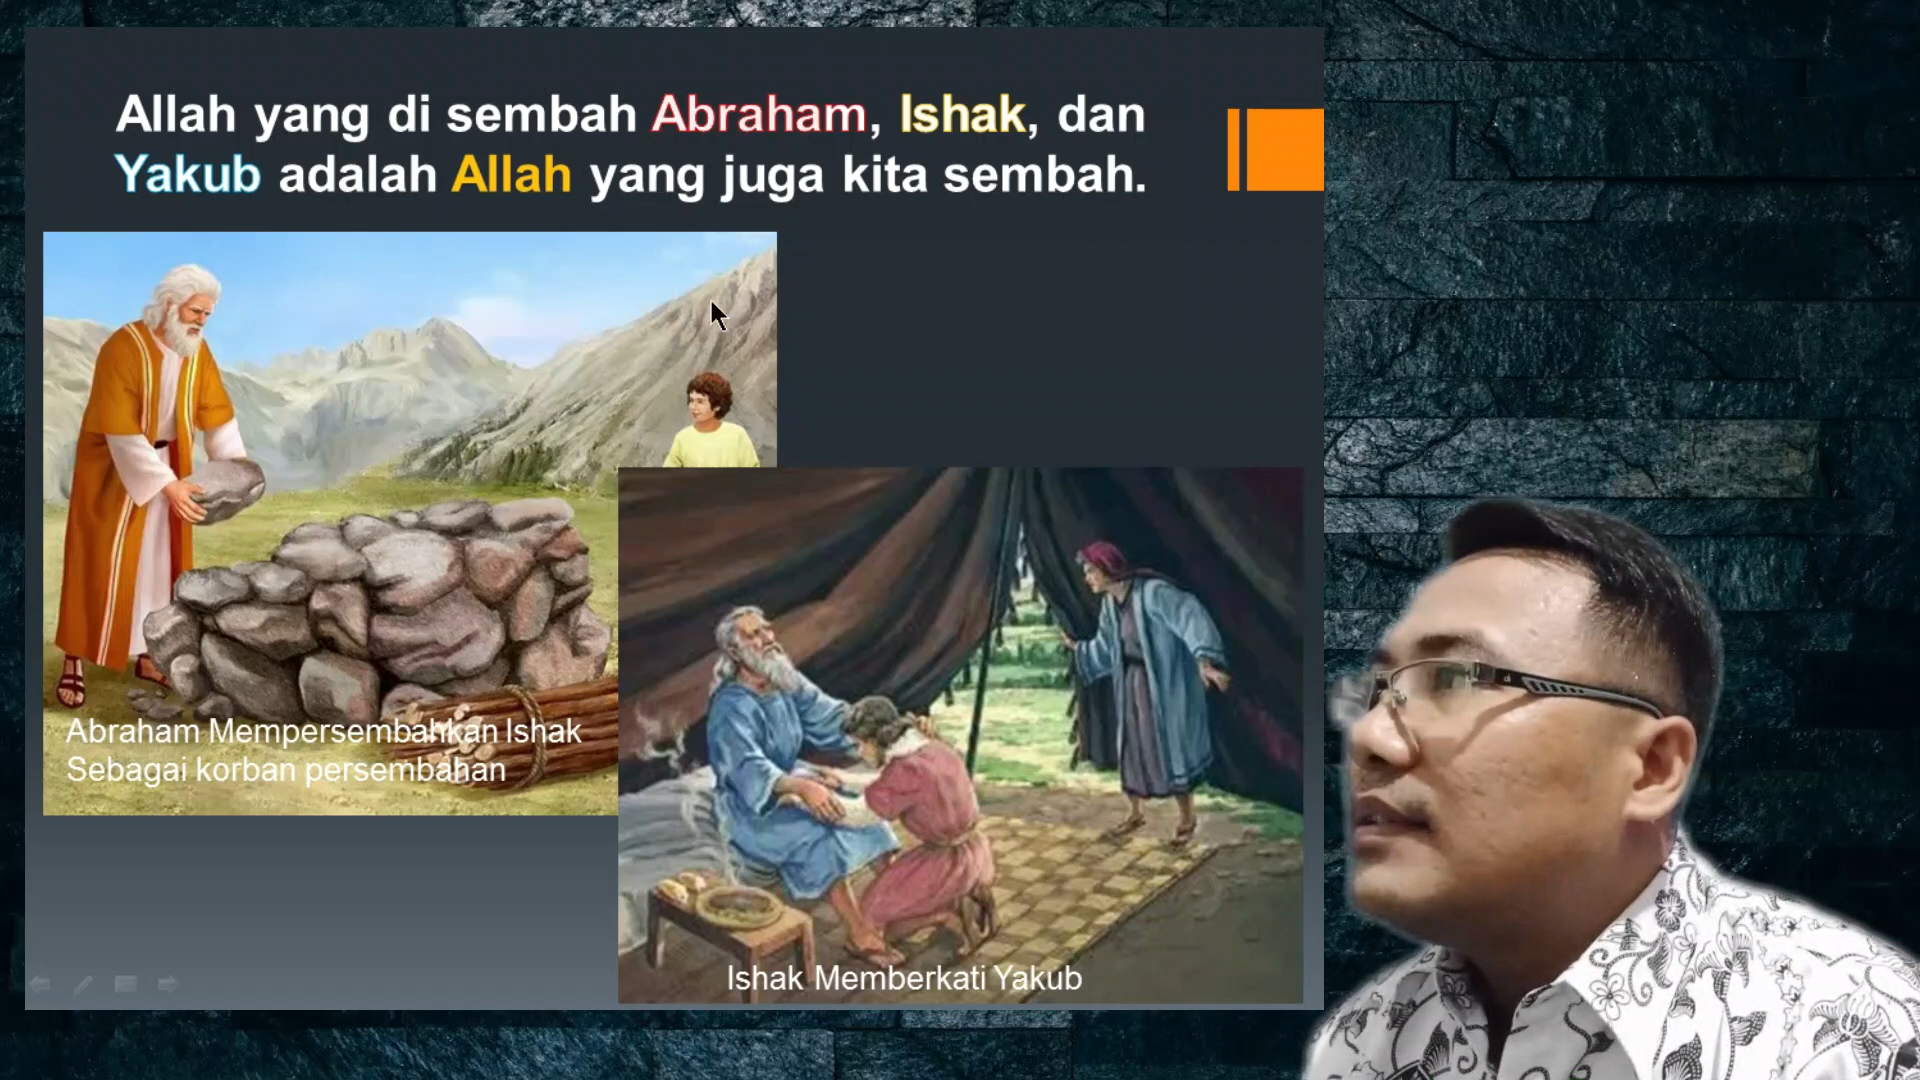 Allah yang di sembah Abraham, Ishak, dan
Yakub adalah Allah yang juga kita sembah.
Abraham Mempersembahkan Ishak
Sebagai korban persembahan
Ishak Memberkati Yakub